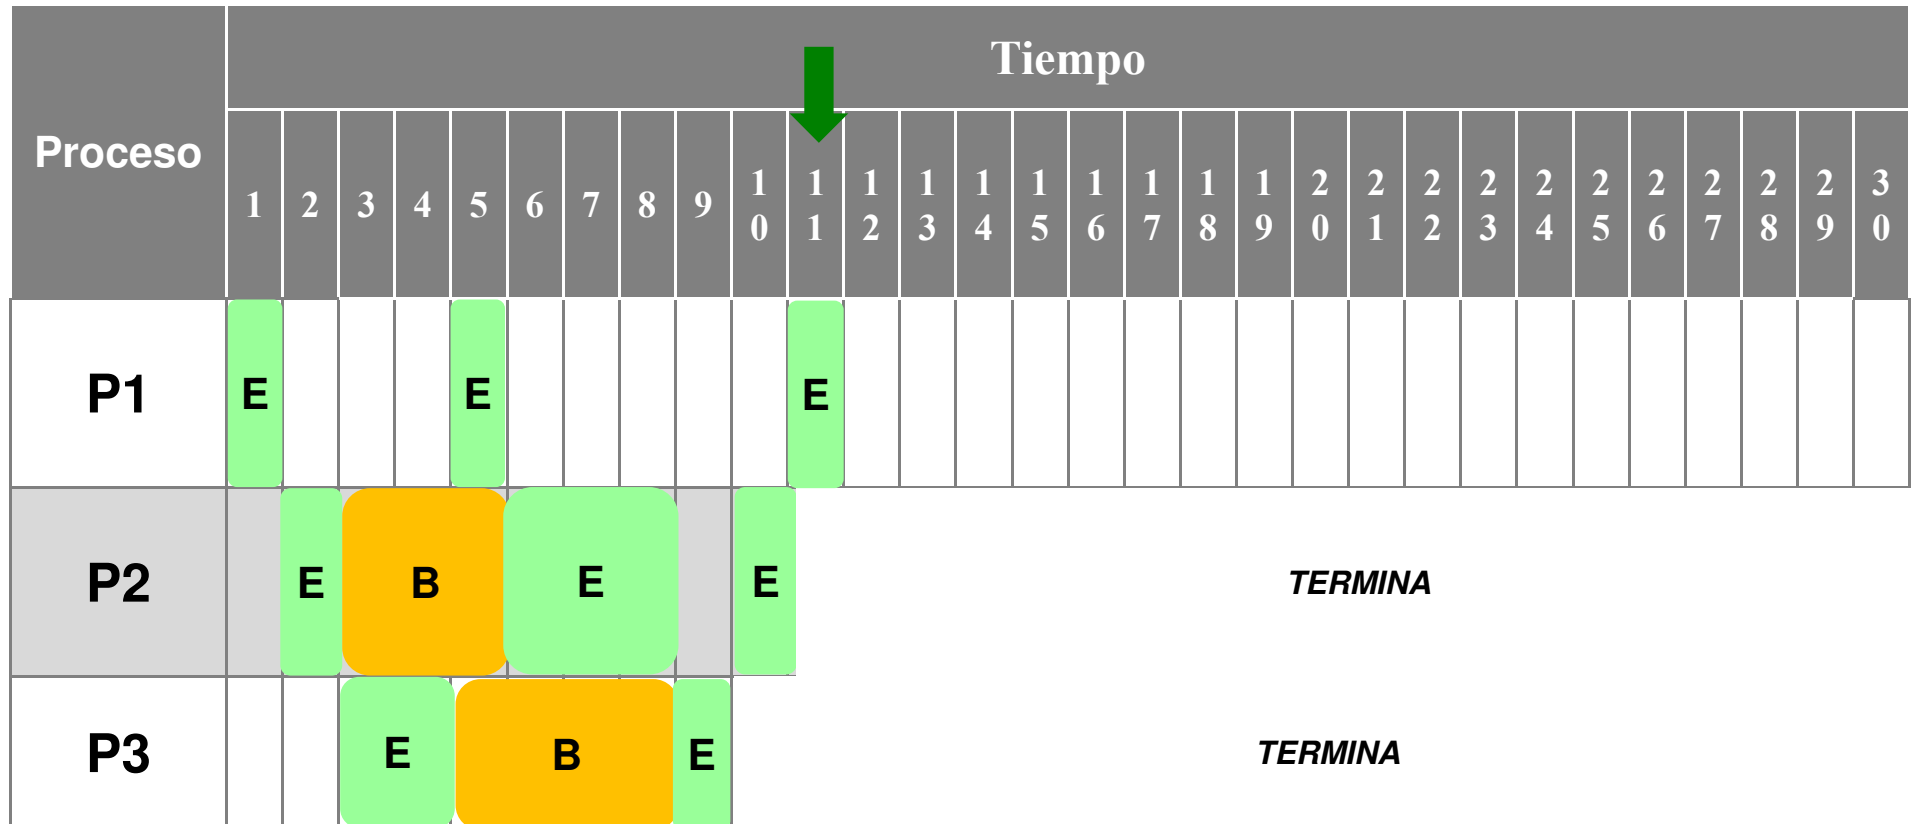 Tiempo
Proceso
1 2 3 4 5 6 7 8 9 10 11 12 13 14 15 16 17 18 19 20 21 22 23 24 25 26 27 28 29 30
P1 E E E
P2 E B E E TERMINA
P3 E B E TERMINA